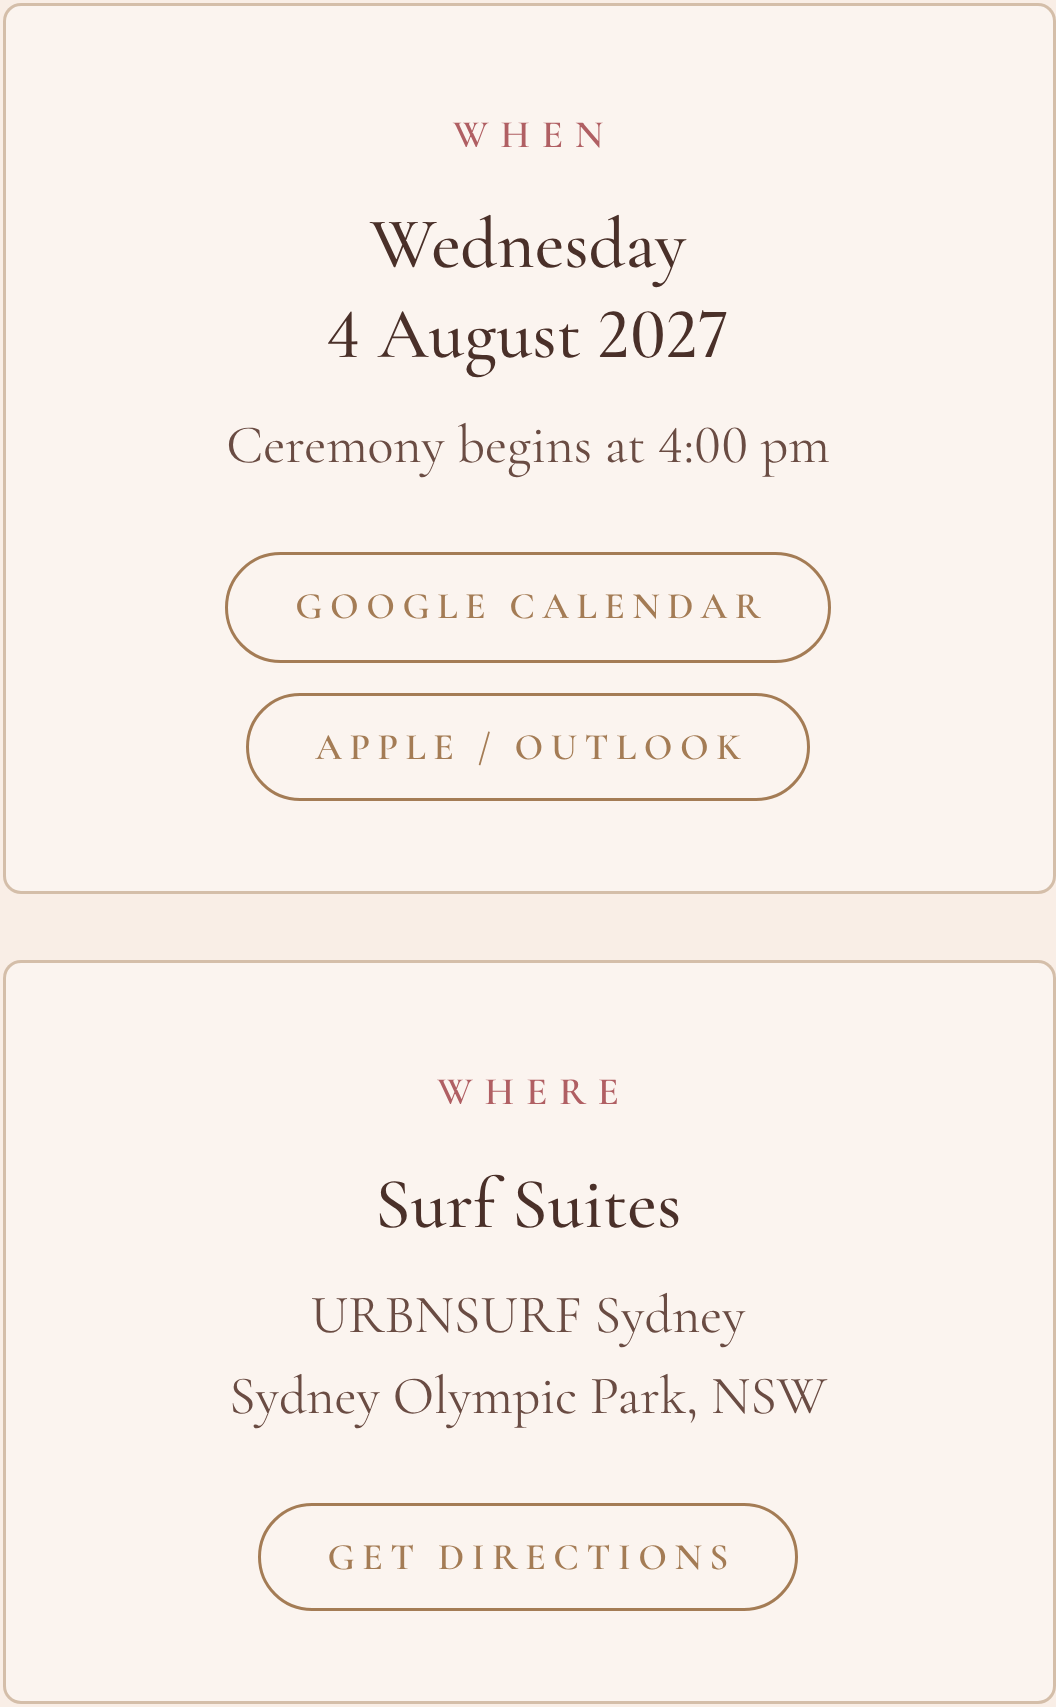 WHEN
Wednesday
4 August 2027
Ceremony begins at 4:00 pm
GOOGLE CALENDAR
APPLE / OUTLOOK
WHERE
Surf Suites
URBNSURF Sydney
Sydney Olympic Park, NSW
GET DIRECTIONS